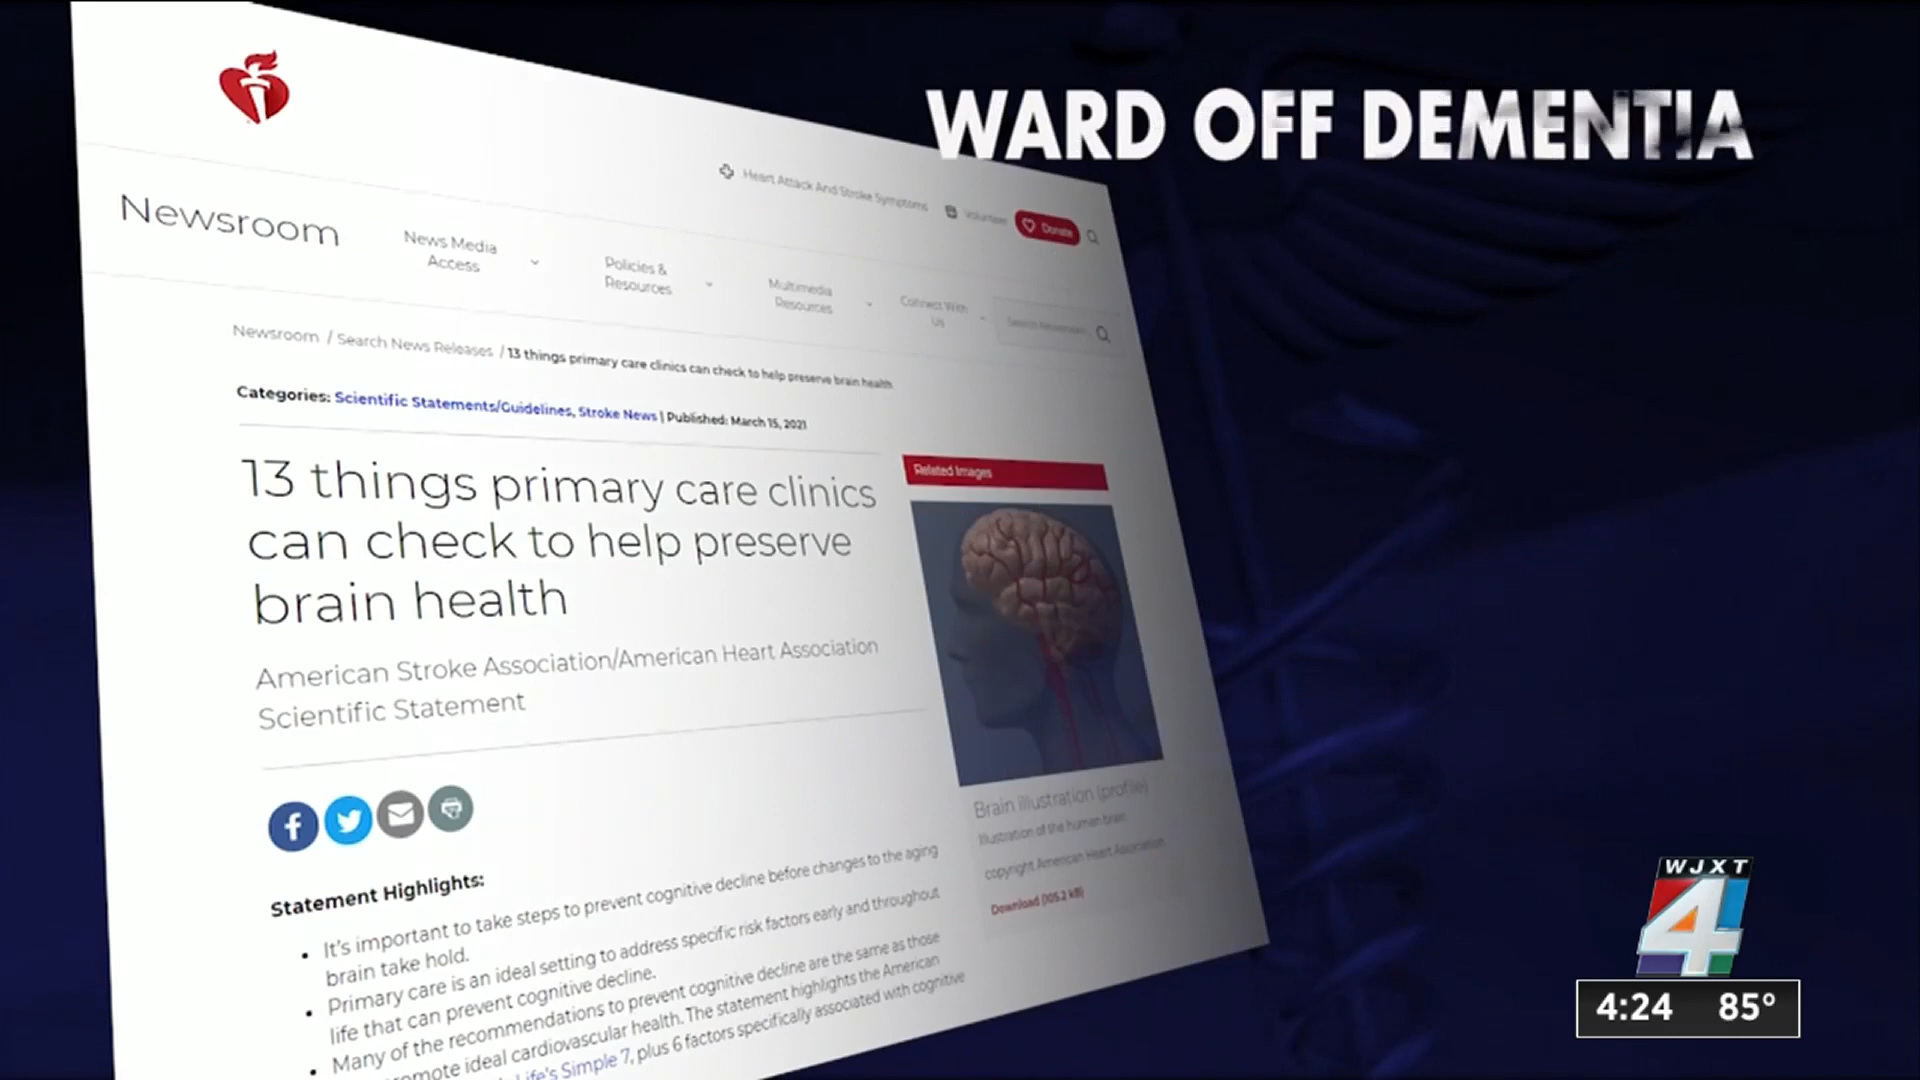 WARD OFF DEMENTIA
Heart Attack And Stroke Symptoms
Volunteer
Donate
Newsroom
News Media
Access
Policies &
Resources
Multimedia
Resources
Connect With
Us
Search Newsroom
Newsroom / Search News Releases / 13 things primary care clinics can check to help preserve brain health
Categories: Scientific Statements/Guidelines, Stroke News | Published: March 15, 2021
13 things primary care clinics
can check to help preserve
brain health
American Stroke Association/American Heart Association
Scientific Statement
Related Images
Brain illustration (profile)
Illustration of the human brain
copyright American Heart Association
Download (105.2 kB)
Statement Highlights:
• It's important to take steps to prevent cognitive decline before changes to the aging
brain take hold.
• Primary care is an ideal setting to address specific risk factors early and throughout
life that can prevent cognitive decline.
• Many of the recommendations to prevent cognitive decline are the same as those
omote ideal cardiovascular health. The statement highlights the American
Life's Simple 7, plus 6 factors specifically associated with cognitive
WJXT
4
4:24 85°